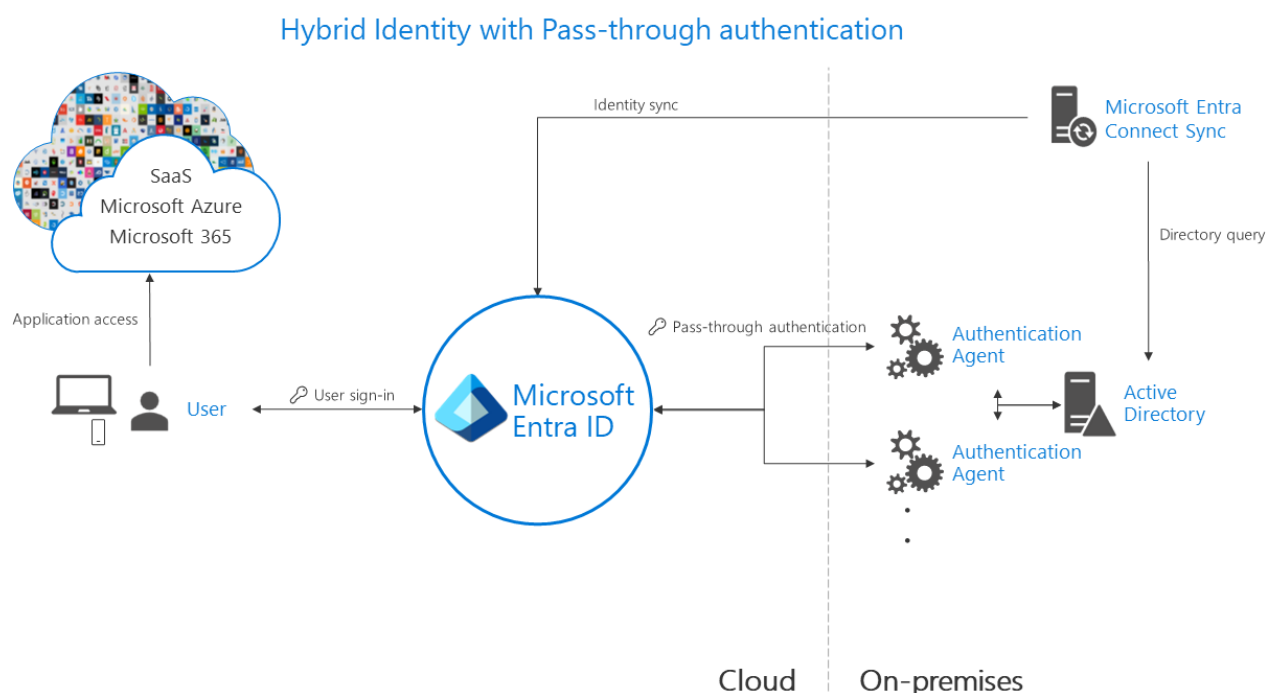 Hybrid Identity with Pass-through authentication
SaaS
Microsoft Azure
Microsoft 365
Identity sync
Microsoft Entra
Connect Sync
Directory query
Application access
Pass-through authentication
Authentication
Agent
User
User sign-in
Microsoft
Entra ID
Active
Directory
Authentication
Agent
Cloud
On-premises